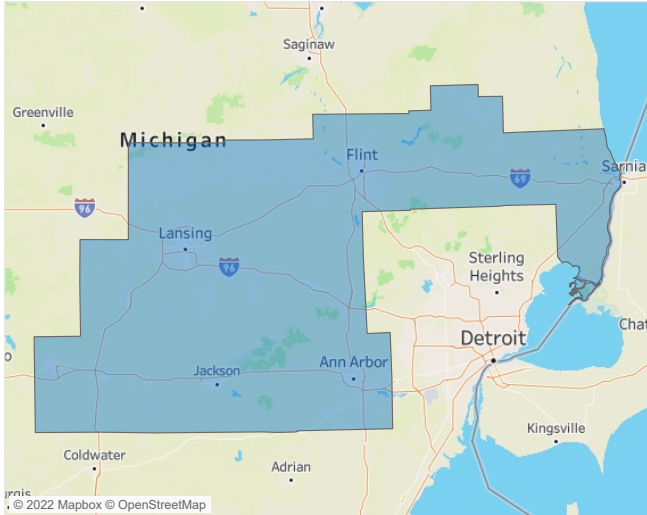 Saginaw
Greenville
Michigan
Flint
Sarnia
69
96
Lansing
96
Sterling
Heights
Chat
Detroit
o
Jackson
Ann Arbor
Kingsville
Coldwater
Adrian
urgis
© 2022 Mapbox © OpenStreetMap